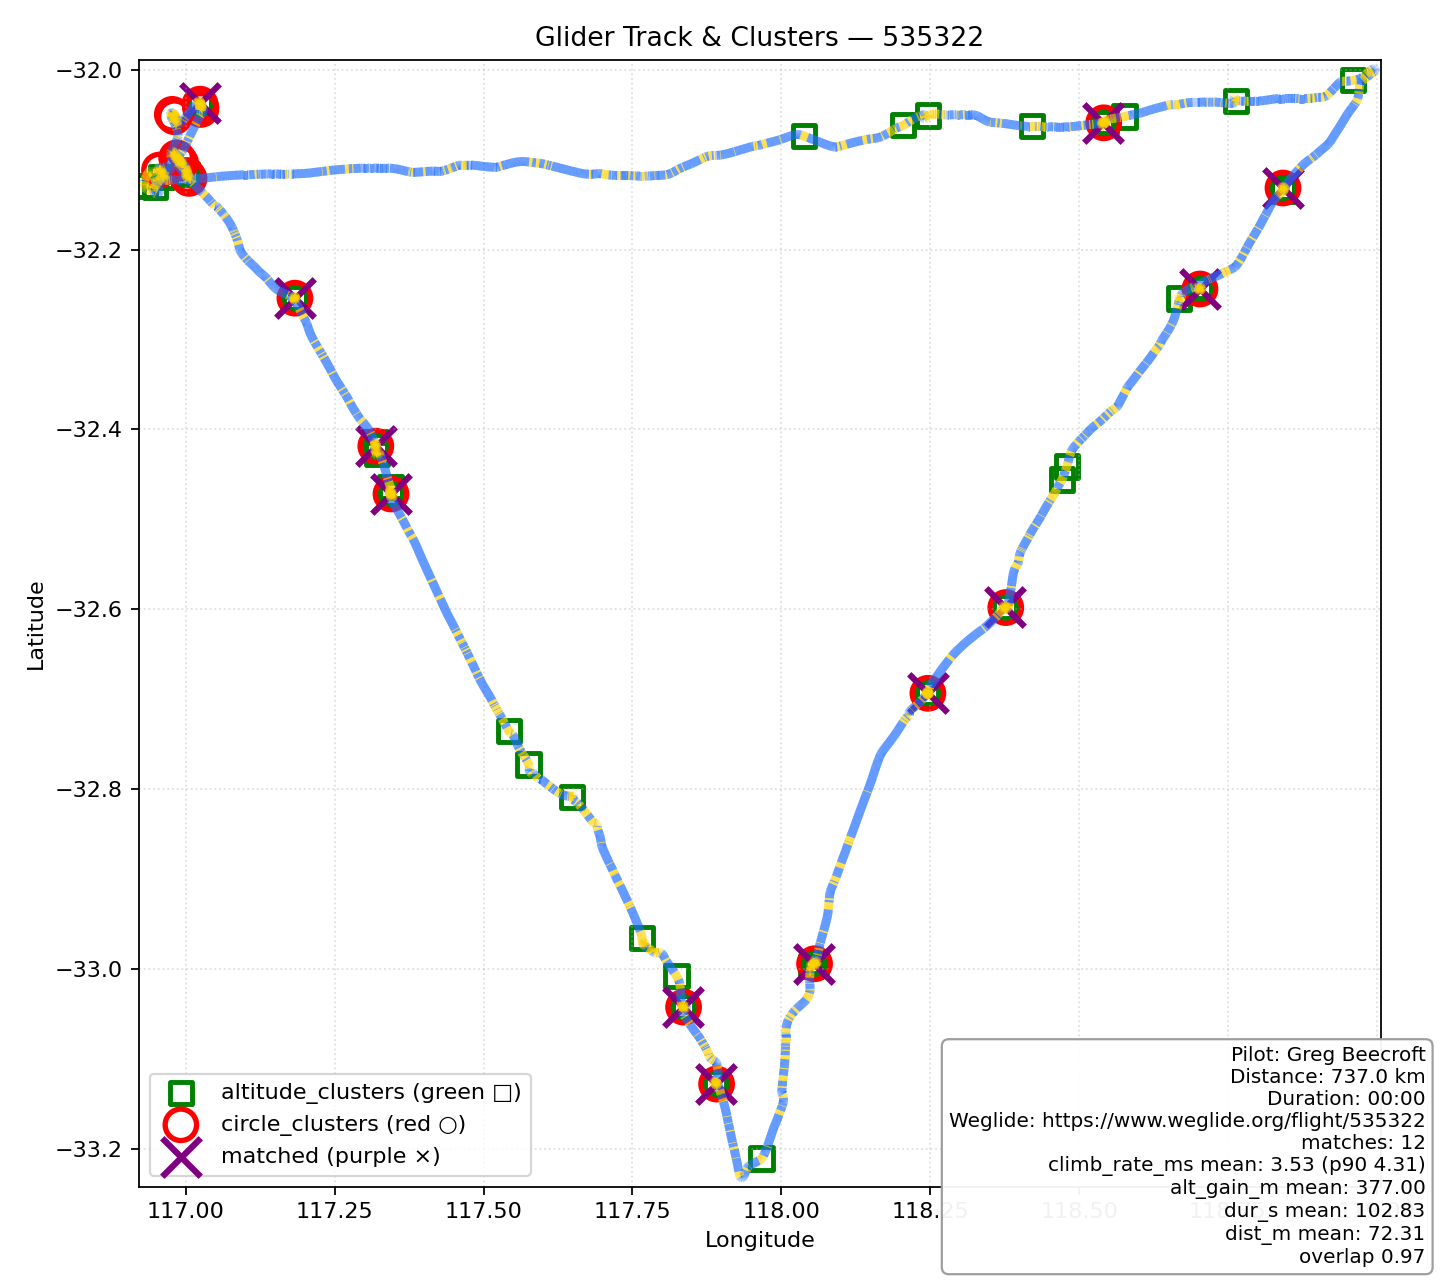 Glider Track & Clusters — 535322
−32.0
−32.2
−32.4
−32.6
−32.8
−33.0
−33.2
Latitude
altitude_clusters (green □)
circle_clusters (red ○)
matched (purple ×)
Pilot: Greg Beecroft
Distance: 737.0 km
Duration: 00:00
Weglide: https://www.weglide.org/flight/535322
matches: 12
climb_rate_ms mean: 3.53 (p90 4.31)
alt_gain_m mean: 377.00
dur_s mean: 102.83
dist_m mean: 72.31
overlap 0.97
117.00 117.25 117.50 117.75 118.00 118.25 118.50
Longitude